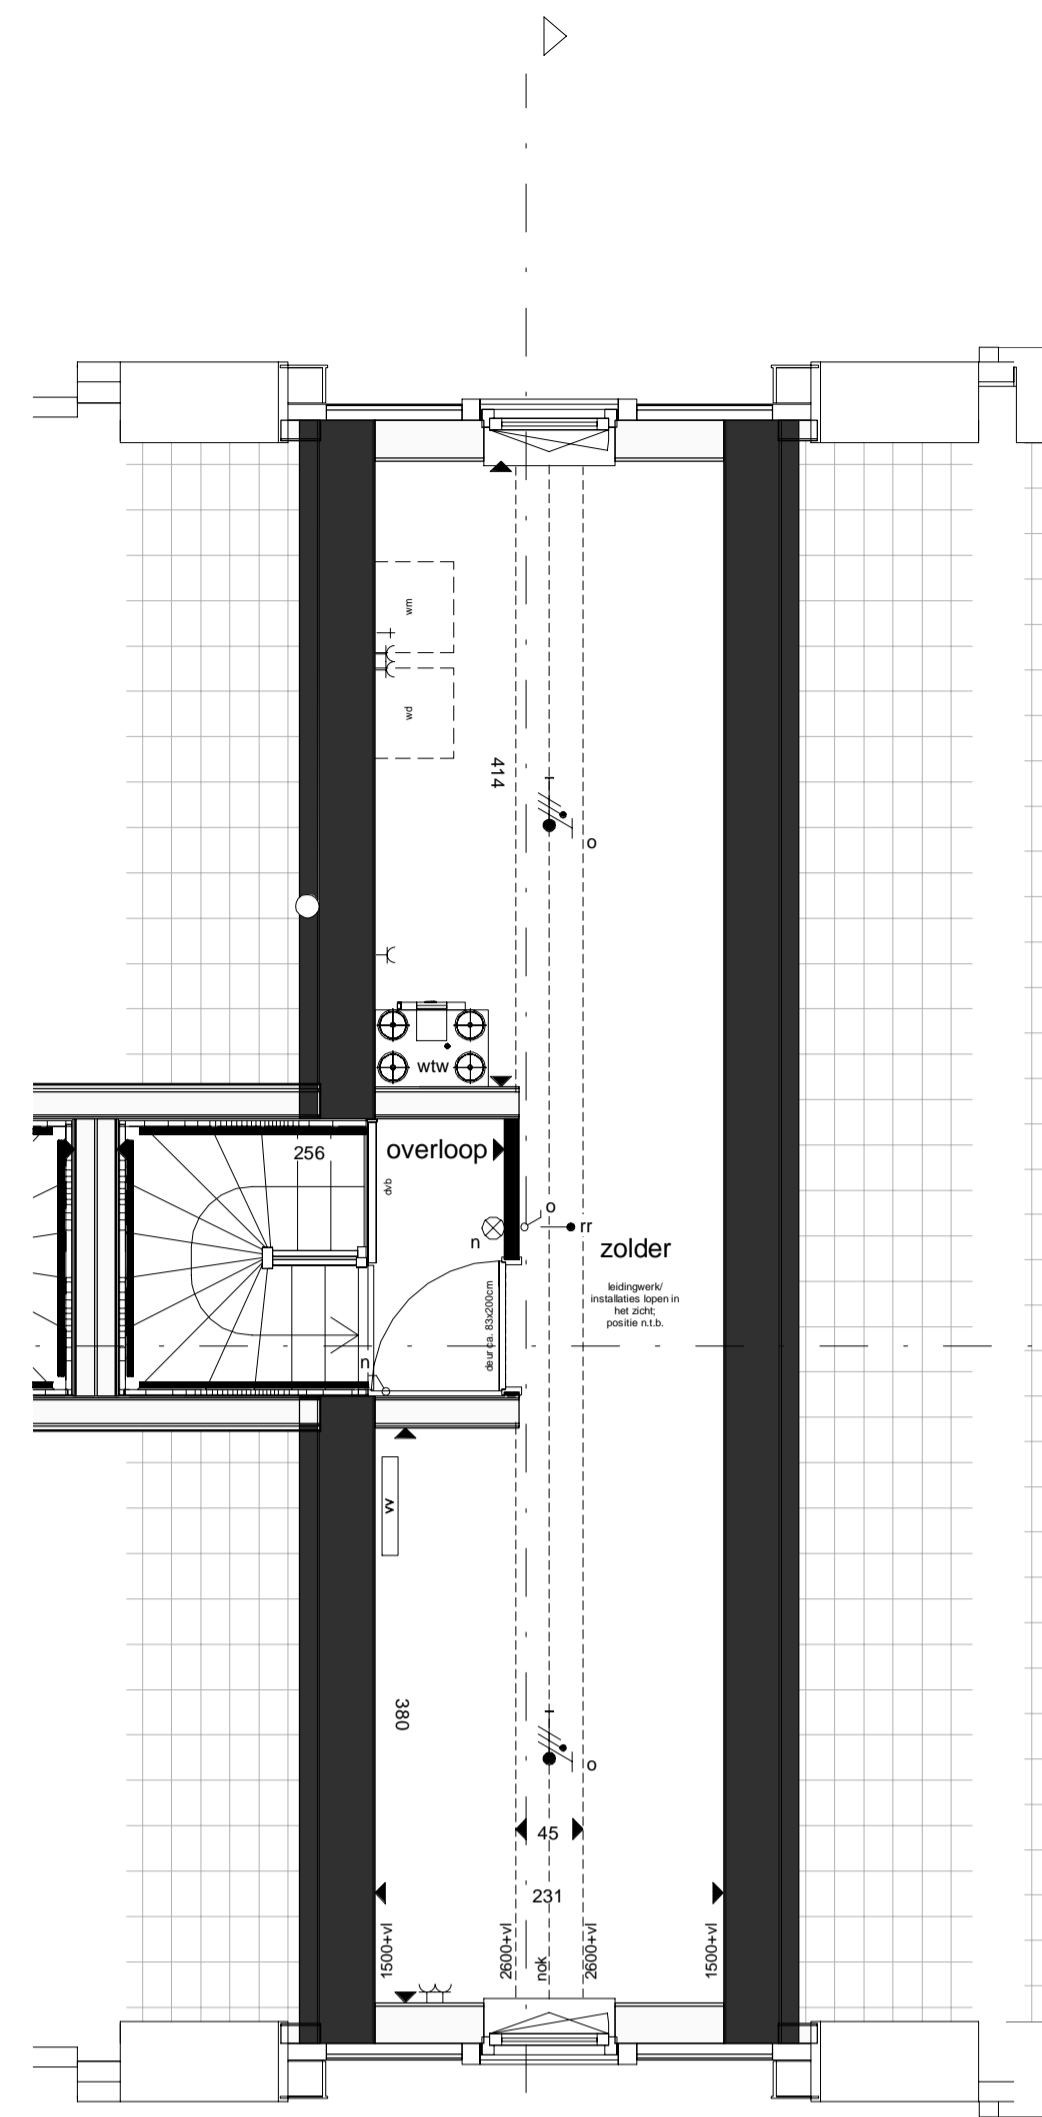 wm
wd
414
o
wtw
256
overloop
dvb
o
rr
n
zolder
leidingwerk/
installaties lopen in
het zicht;
positie n.t.b.
deur ca. 83x200cm
n
380
o
45
231
1500+vl
2600+vl
nok
2600+vl
1500+vl